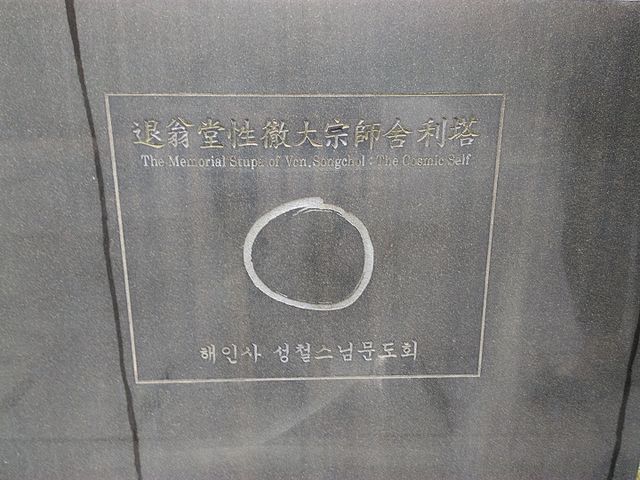 退翁堂性徹大宗師舍利塔
The Memorial Stupa of Ven.Songchol : The Cosmic Self
해인사 성철스님문도회